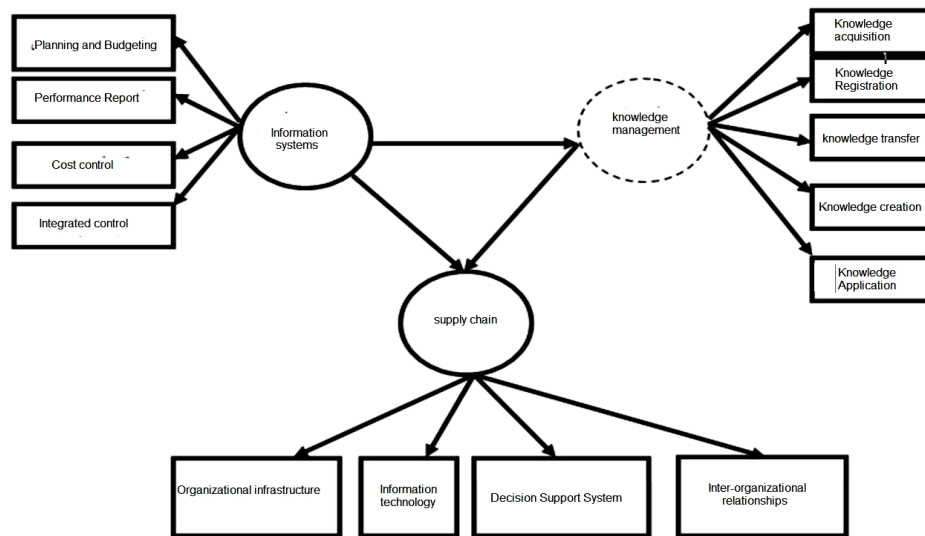 Planning and Budgeting
Performance Report
Cost control
Integrated control
Information
systems
knowledge
management
Knowledge
acquisition
Knowledge
Registration
knowledge transfer
Knowledge creation
Knowledge
Application
supply chain
Organizational infrastructure
Information
technology
Decision Support System
Inter-organizational
relationships